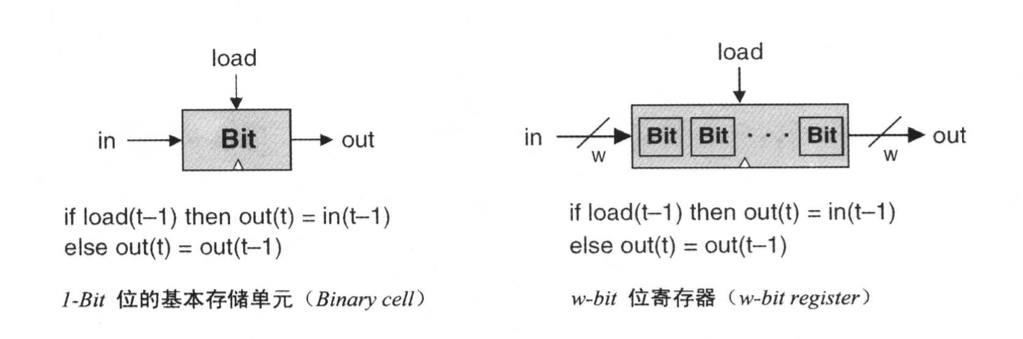 load
in
Bit
out
if load(t–1) then out(t) = in(t–1)
else out(t) = out(t–1)
1-Bit 位的基本存储单元（Binary cell）
load
in
w
Bit Bit · · · Bit
w
out
if load(t–1) then out(t) = in(t–1)
else out(t) = out(t–1)
w-bit 位寄存器（w-bit register）